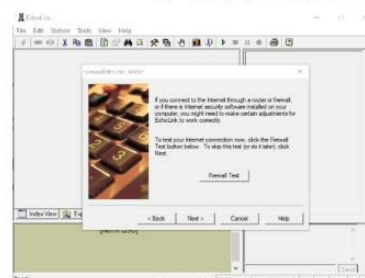 EchoLink
File Edit Station Tools View Help
If you connect to the Internet through a router or firewall,
or if there is Internet security software installed on your
computer, you might need to make certain adjustments for
EchoLink to work correctly.
To test your Internet connection now, click the Firewall
Test button below. To skip this test (or do it later), click
Next.
Firewall Test
< Back Next > Cancel Help
Index View
Send